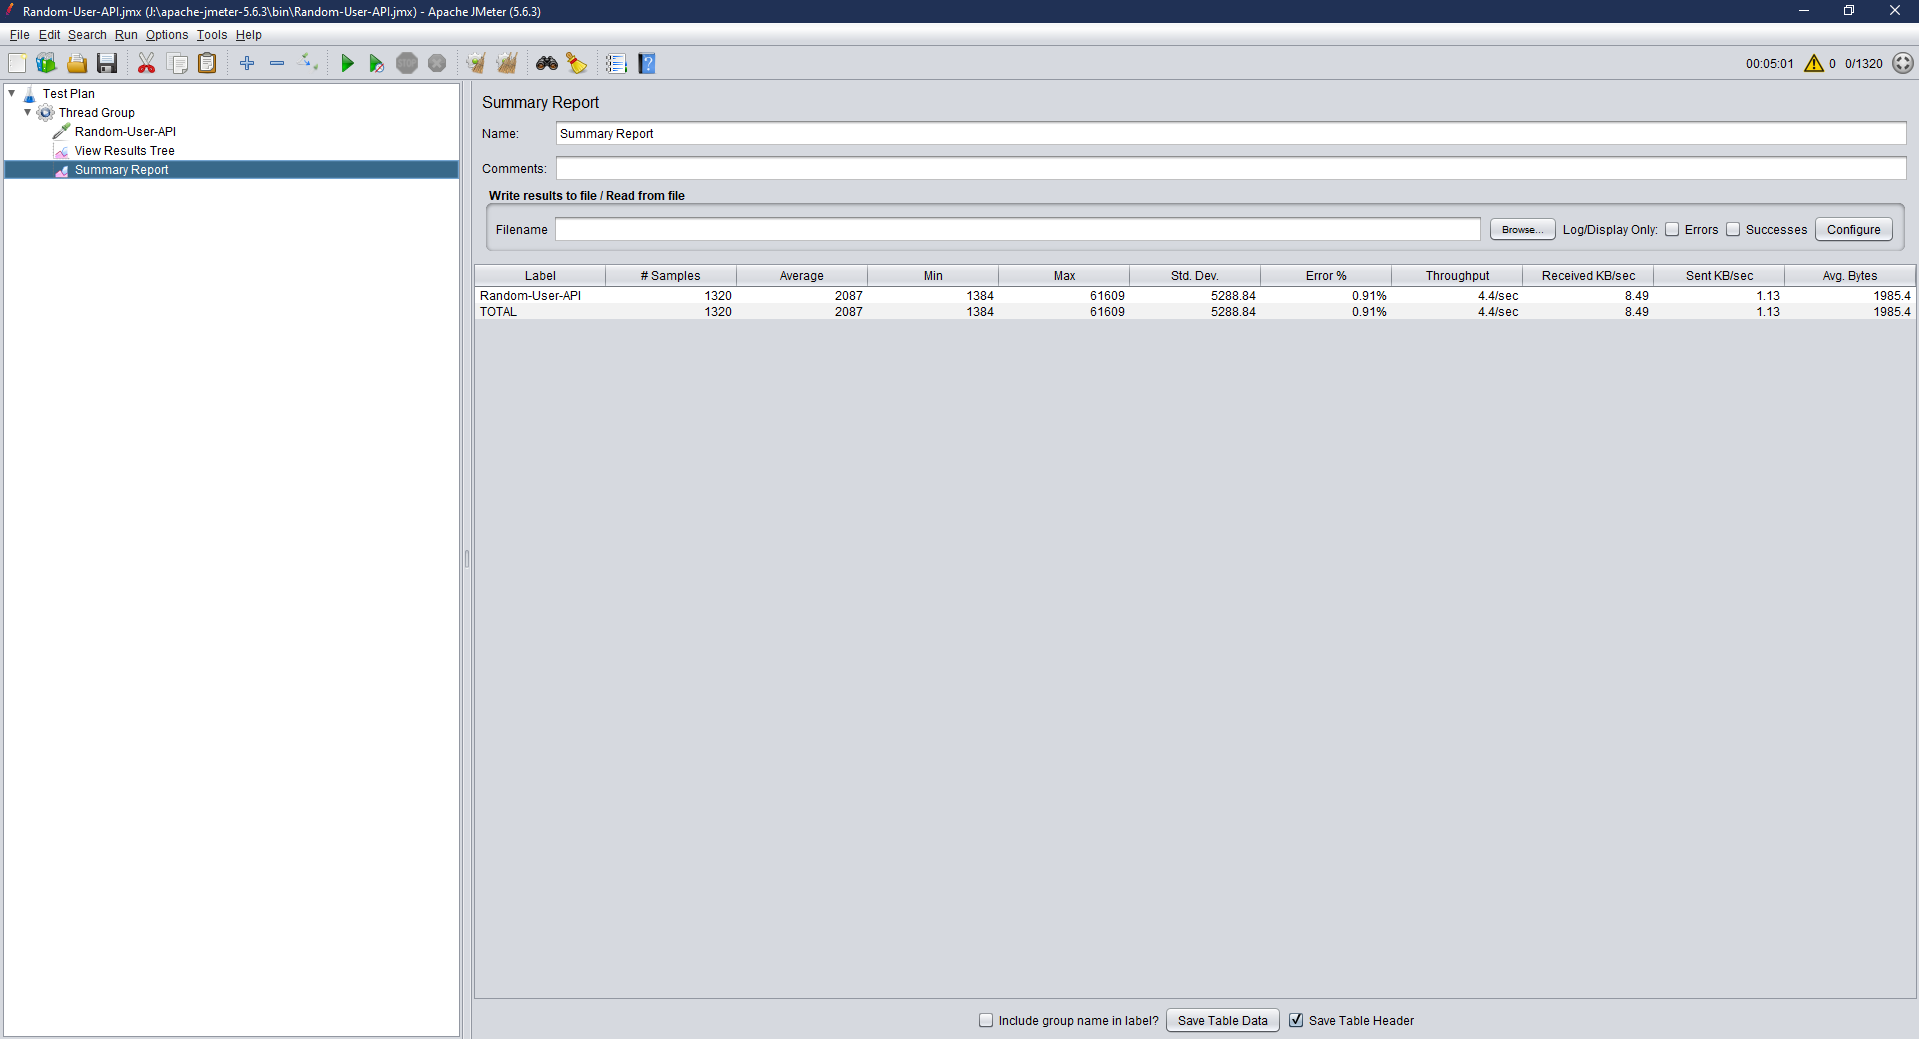 Random-User-API.jmx (J:\apache-jmeter-5.6.3\bin\Random-User-API.jmx) - Apache JMeter (5.6.3)
File Edit Search Run Options Tools Help
STOP 00:05:01 0 0/1320
Test Plan
Thread Group
Random-User-API
View Results Tree
Summary Report
Summary Report
Name: Summary Report
Comments:
Write results to file / Read from file
Filename Browse... Log/Display Only: Errors Successes Configure
Label # Samples Average Min Max Std. Dev. Error % Throughput Received KB/sec Sent KB/sec Avg. Bytes
Random-User-API 1320 2087 1384 61609 5288.84 0.91% 4.4/sec 8.49 1.13 1985.4
TOTAL 1320 2087 1384 61609 5288.84 0.91% 4.4/sec 8.49 1.13 1985.4
Include group name in label? Save Table Data Save Table Header